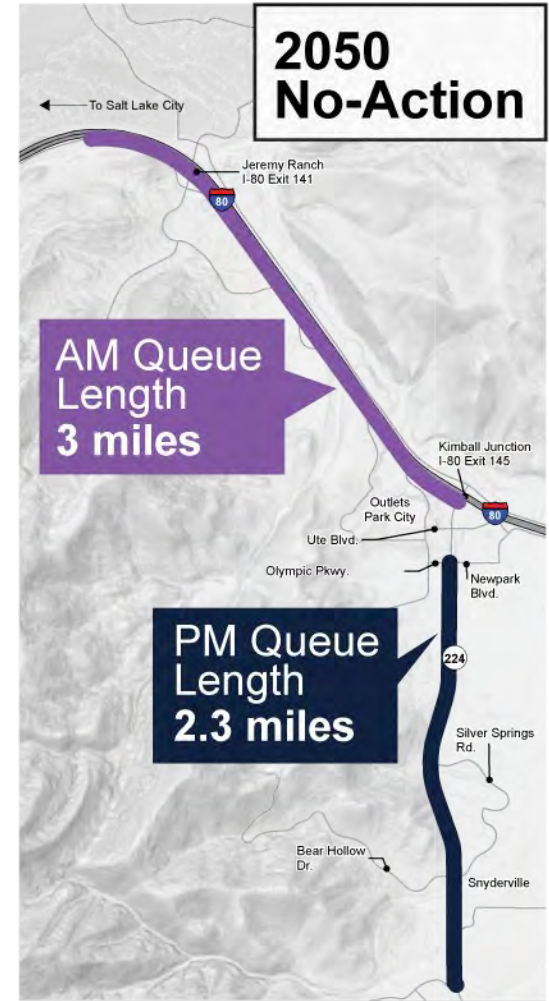 2050
No-Action
To Salt Lake City
Jeremy Ranch
I-80 Exit 141
80
AM Queue
Length
3 miles
Kimball Junction
I-80 Exit 145
80
Outlets
Park City
Ute Blvd.
Olympic Pkwy.
Newpark
Blvd.
PM Queue
Length
2.3 miles
224
Silver Springs
Rd.
Bear Hollow
Dr.
Snyderville